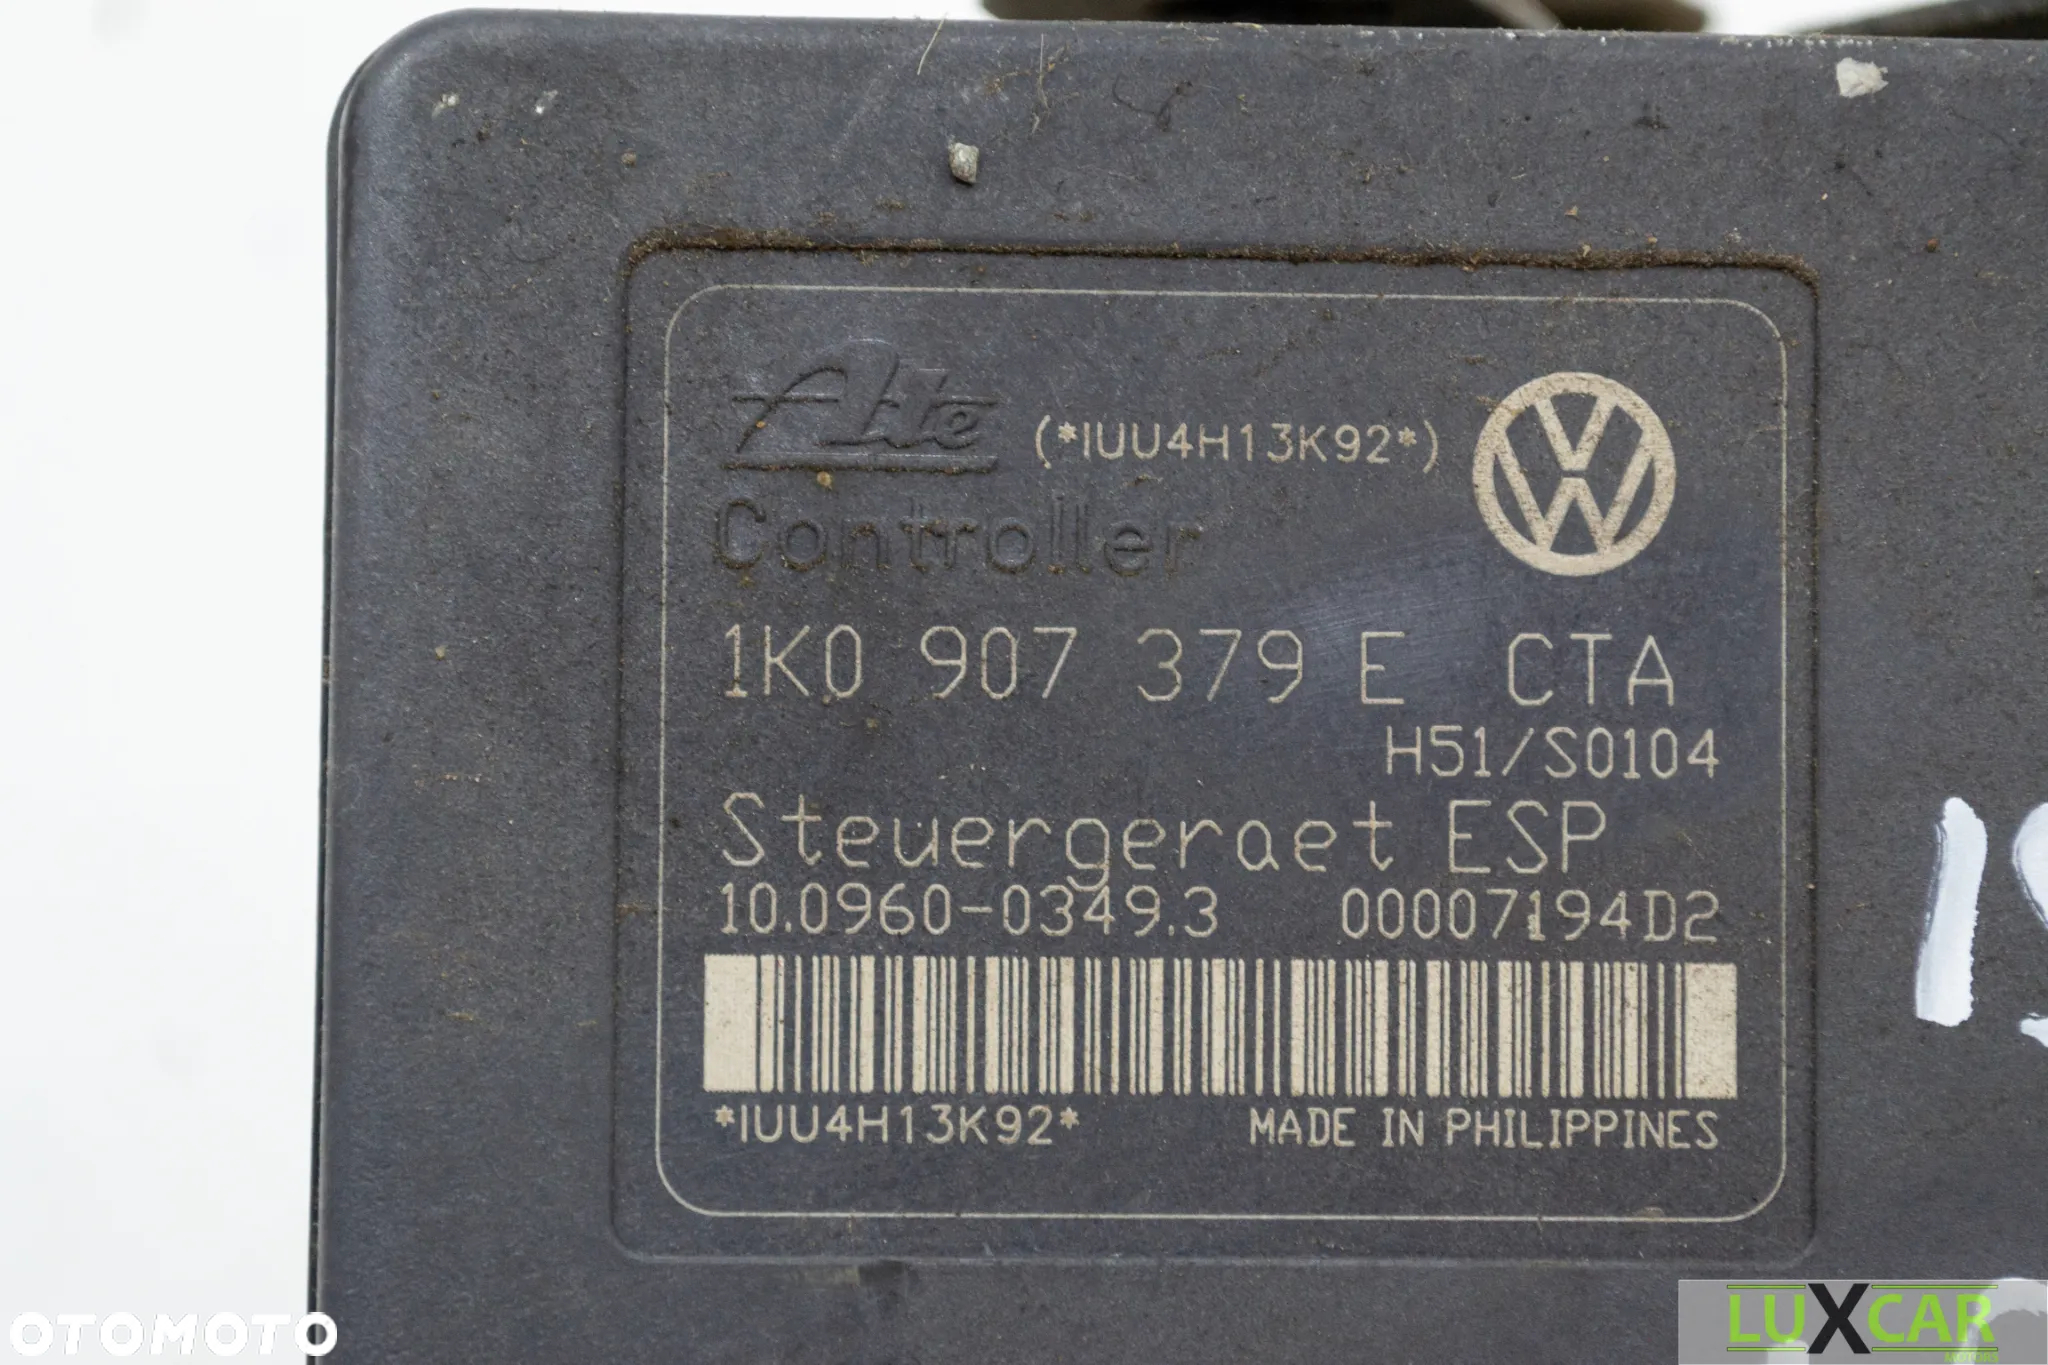 Ate (*IUU4H13K92*)
Controller
1K0 907 379 E CTA
H51/S0104
Steuergeraet ESP
10.0960-0349.3 00007194D2
*IUU4H13K92* MADE IN PHILIPPINES
OTOMOTO
LUXCAR
MOTORS